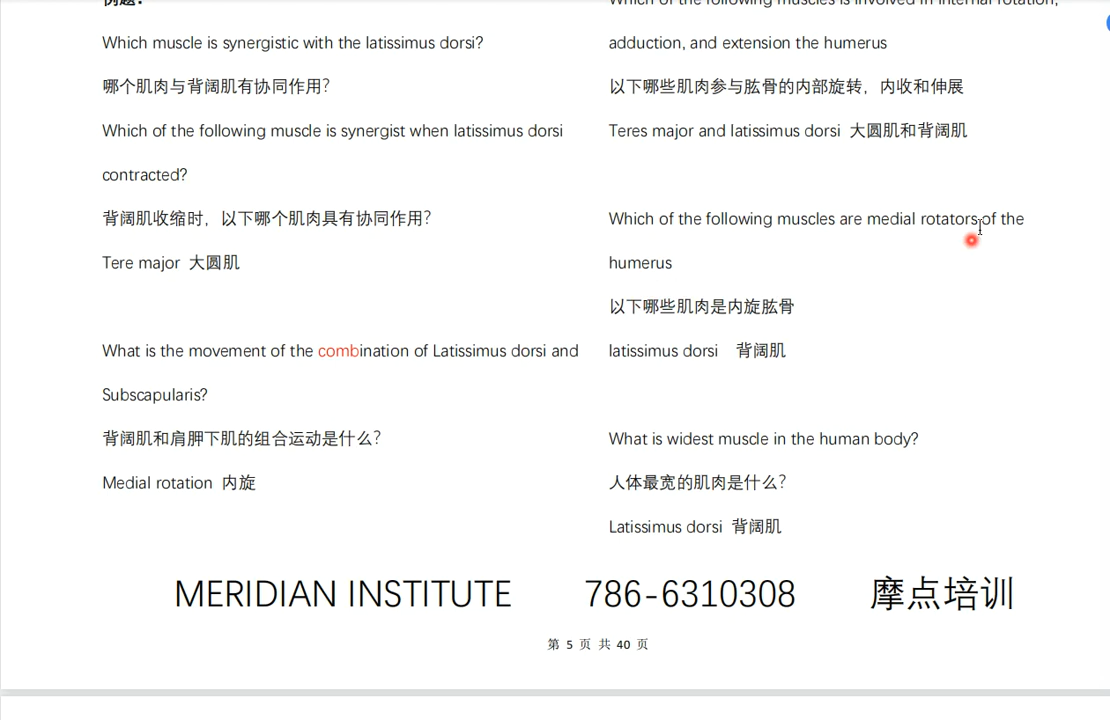 例题：
Which muscle is synergistic with the latissimus dorsi?
哪个肌肉与背阔肌有协同作用？
Which of the following muscle is synergist when latissimus dorsi
contracted?
背阔肌收缩时，以下哪个肌肉具有协同作用？
Tere major 大圆肌
What is the movement of the combination of Latissimus dorsi and
Subscapularis?
背阔肌和肩胛下肌的组合运动是什么？
Medial rotation 内旋
Which of the following muscles is involved in internal rotation,
adduction, and extension the humerus
以下哪些肌肉参与肱骨的内部旋转，内收和伸展
Teres major and latissimus dorsi 大圆肌和背阔肌
Which of the following muscles are medial rotators of the
humerus
以下哪些肌肉是内旋肱骨
latissimus dorsi 背阔肌
What is widest muscle in the human body?
人体最宽的肌肉是什么？
Latissimus dorsi 背阔肌
MERIDIAN INSTITUTE 786-6310308 摩点培训
第 5 页 共 40 页